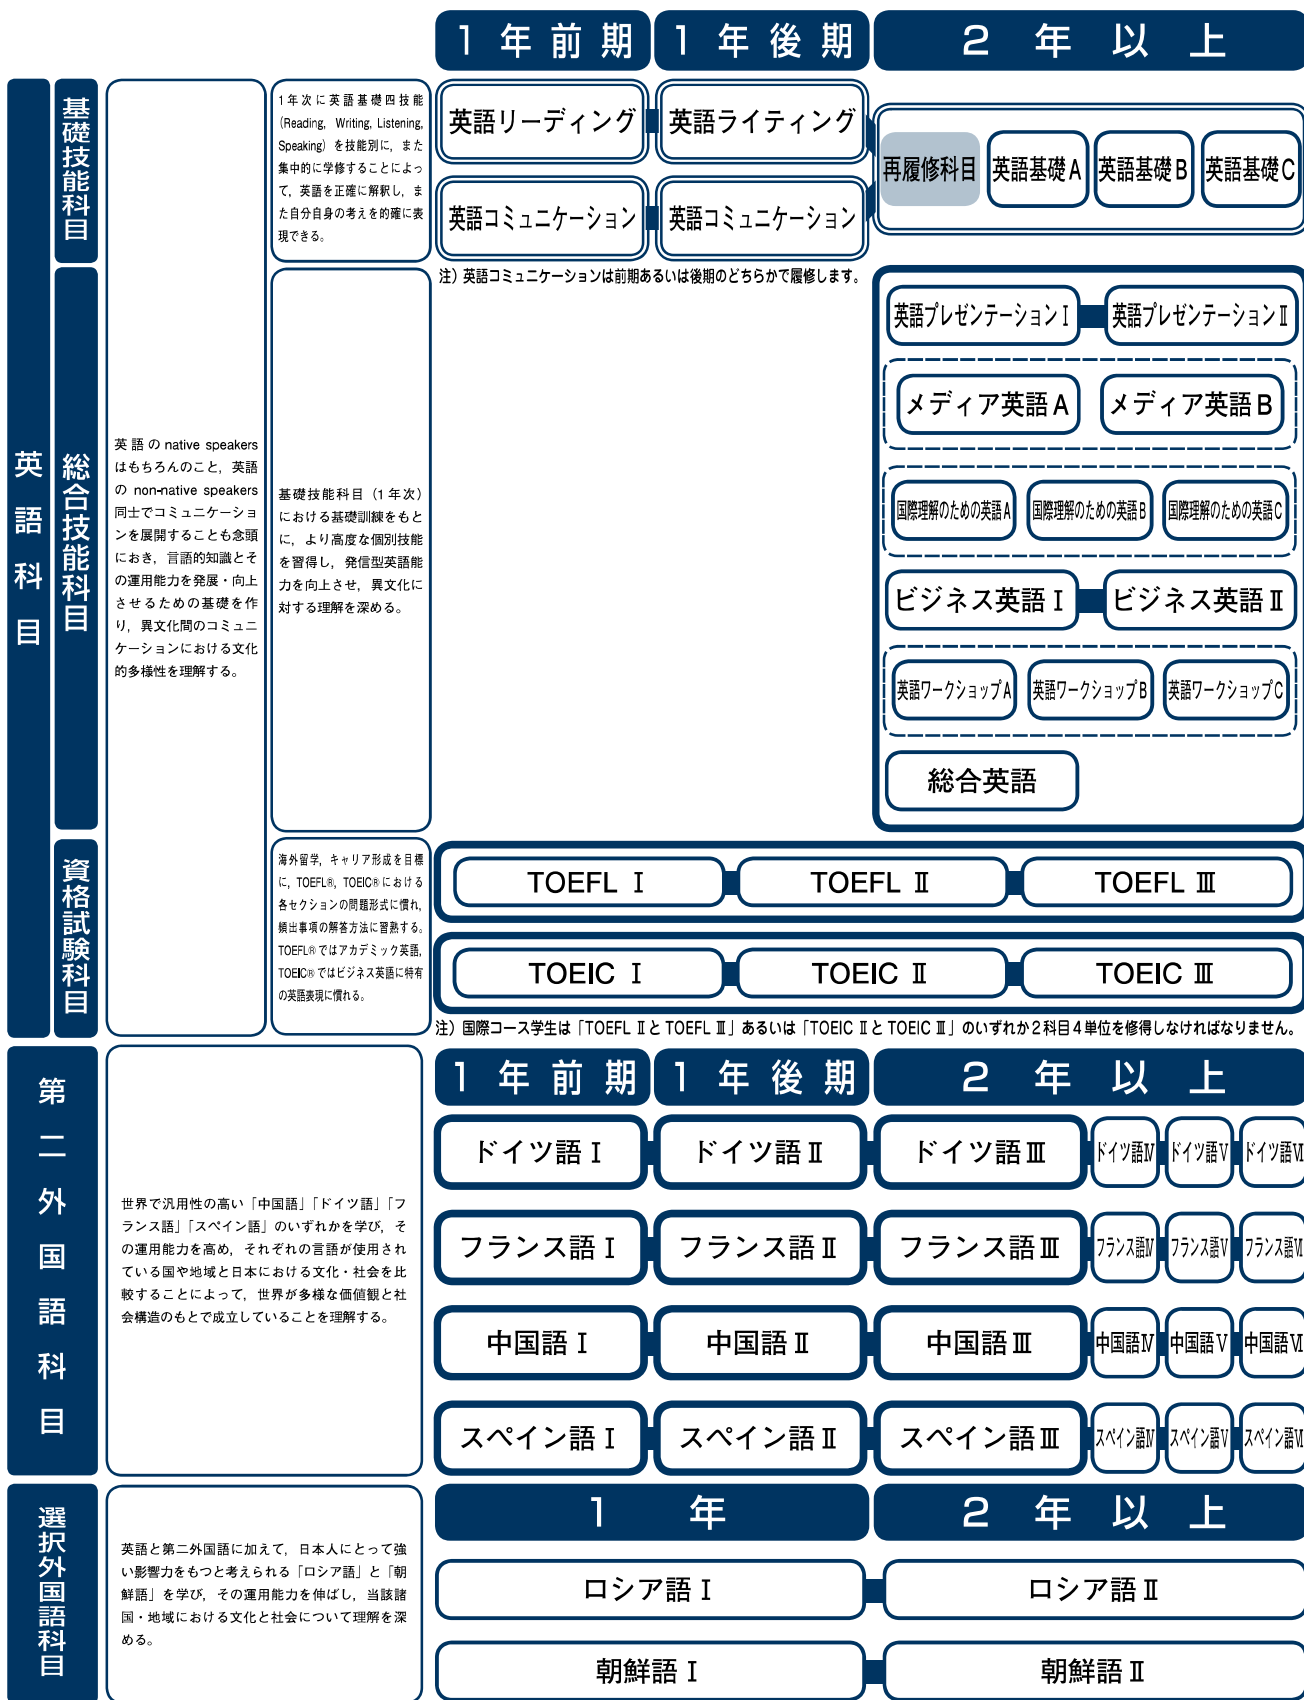 1年前期
1年後期
2年以上
英語科目
基礎技能科目
1年次に英語基礎四技能
(Reading, Writing, Listening,
Speaking) を技能別に，また
集中的に学修することによっ
て，英語を正確に解釈し，ま
た自分自身の考えを的確に表
現できる。
英語リーディング
英語ライティング
英語コミュニケーション
英語コミュニケーション
再履修科目
英語基礎A
英語基礎B
英語基礎C
注）英語コミュニケーションは前期あるいは後期のどちらかで履修します。
英語の native speakers
はもちろんのこと，英語
の non-native speakers
同士でコミュニケーショ
ンを展開することも念頭
におき，言語的知識とそ
の運用能力を発展・向上
させるための基礎を作
り，異文化間のコミュニ
ケーションにおける文化
的多様性を理解する。
総合技能科目
基礎技能科目（1年次）
における基礎訓練をもと
に，より高度な個別技能
を習得し，発信型英語能
力を向上させ，異文化に
対する理解を深める。
英語プレゼンテーションⅠ
英語プレゼンテーションⅡ
メディア英語A
メディア英語B
国際理解のための英語A
国際理解のための英語B
国際理解のための英語C
ビジネス英語Ⅰ
ビジネス英語Ⅱ
英語ワークショップA
英語ワークショップB
英語ワークショップC
総合英語
資格試験科目
海外留学，キャリア形成を目標
に，TOEFL®，TOEIC®における
各セクションの問題形式に慣れ，
頻出事項の解答方法に習熟する。
TOEFL®ではアカデミック英語，
TOEIC®ではビジネス英語に特有
の英語表現に慣れる。
TOEFL Ⅰ
TOEFL Ⅱ
TOEFL Ⅲ
TOEIC Ⅰ
TOEIC Ⅱ
TOEIC Ⅲ
注）国際コース学生は「TOEFL ⅡとTOEFL Ⅲ」あるいは「TOEIC ⅡとTOEIC Ⅲ」のいずれか2科目4単位を修得しなければなりません。
第二外国語科目
世界で汎用性の高い「中国語」「ドイツ語」「フ
ランス語」「スペイン語」のいずれかを学び，そ
の運用能力を高め，それぞれの言語が使用され
ている国や地域と日本における文化・社会を比
較することによって，世界が多様な価値観と社
会構造のもとで成立していることを理解する。
1年前期
1年後期
2年以上
ドイツ語Ⅰ
ドイツ語Ⅱ
ドイツ語Ⅲ
ドイツ語Ⅳ
ドイツ語Ⅴ
ドイツ語Ⅵ
フランス語Ⅰ
フランス語Ⅱ
フランス語Ⅲ
フランス語Ⅳ
フランス語Ⅴ
フランス語Ⅵ
中国語Ⅰ
中国語Ⅱ
中国語Ⅲ
中国語Ⅳ
中国語Ⅴ
中国語Ⅵ
スペイン語Ⅰ
スペイン語Ⅱ
スペイン語Ⅲ
スペイン語Ⅳ
スペイン語Ⅴ
スペイン語Ⅵ
選択外国語科目
英語と第二外国語に加えて，日本人にとって強
い影響力をもつと考えられる「ロシア語」と「朝
鮮語」を学び，その運用能力を伸ばし，当該諸
国・地域における文化と社会について理解を深
める。
1年
2年以上
ロシア語Ⅰ
ロシア語Ⅱ
朝鮮語Ⅰ
朝鮮語Ⅱ